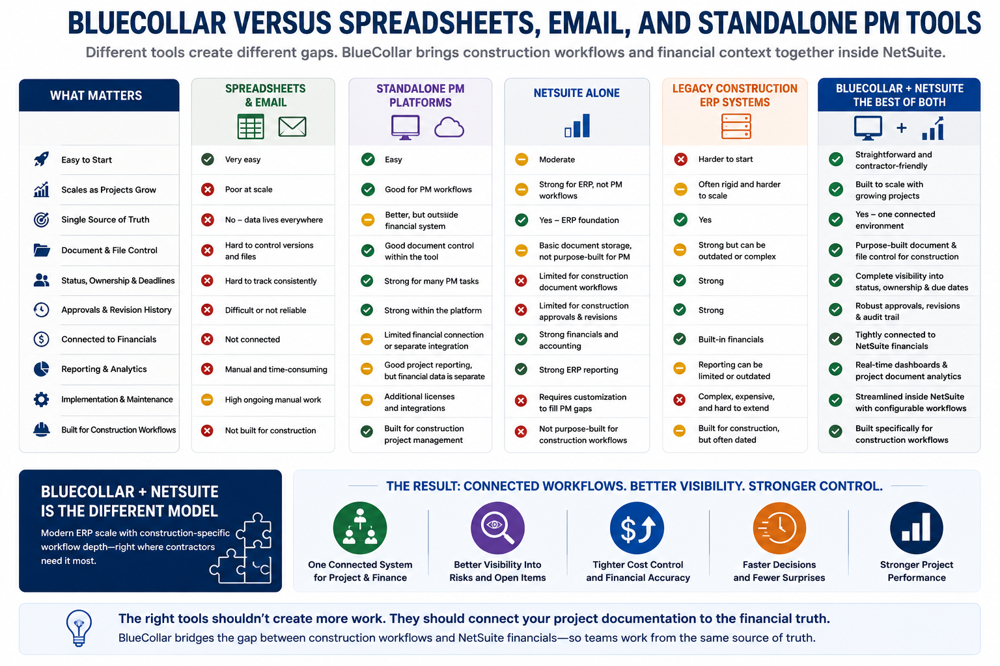 BLUECOLLAR VERSUS SPREADSHEETS, EMAIL, AND STANDALONE PM TOOLS
Different tools create different gaps. BlueCollar brings construction workflows and financial context together inside NetSuite.
WHAT MATTERS
SPREADSHEETS
& EMAIL
STANDALONE PM
PLATFORMS
NETSUITE ALONE
LEGACY CONSTRUCTION
ERP SYSTEMS
BLUECOLLAR + NETSUITE
THE BEST OF BOTH
+
Easy to Start
Very easy
Easy
Moderate
Harder to start
Straightforward and
contractor-friendly
Scales as Projects Grow
Poor at scale
Good for PM workflows
Strong for ERP, not PM
workflows
Often rigid and harder
to scale
Built to scale with
growing projects
Single Source of Truth
No – data lives everywhere
Better, but outside
financial system
Yes – ERP foundation
Yes
Yes – one connected
environment
Document & File Control
Hard to control versions
and files
Good document control
within the tool
Basic document storage,
not purpose-built for PM
Strong but can be
outdated or complex
Purpose-built document &
file control for construction
Status, Ownership & Deadlines
Hard to track consistently
Strong for many PM tasks
Limited for construction
document workflows
Strong
Complete visibility into
status, ownership & due dates
Approvals & Revision History
Difficult or not reliable
Strong within the platform
Limited for construction
approvals & revisions
Strong
Robust approvals, revisions
& audit trail
Connected to Financials
Not connected
Limited financial connection
or separate integration
Strong financials and
accounting
Built-in financials
Tightly connected to
NetSuite financials
Reporting & Analytics
Manual and time-consuming
Good project reporting,
but financial data is separate
Strong ERP reporting
Reporting can be
limited or outdated
Real-time dashboards &
project document analytics
Implementation & Maintenance
High ongoing manual work
Additional licenses
and integrations
Requires customization
to fill PM gaps
Complex, expensive,
and hard to extend
Streamlined inside NetSuite
with configurable workflows
Built for Construction Workflows
Not built for construction
Built for construction
project management
Not purpose-built for
construction workflows
Built for construction,
but often dated
Built specifically for
construction workflows
BLUECOLLAR + NETSUITE
IS THE DIFFERENT MODEL
Modern ERP scale with construction-specific
workflow depth—right where contractors
need it most.
THE RESULT: CONNECTED WORKFLOWS. BETTER VISIBILITY. STRONGER CONTROL.
$
One Connected System
for Project & Finance
Better Visibility Into
Risks and Open Items
Tighter Cost Control
and Financial Accuracy
Faster Decisions
and Fewer Surprises
Stronger Project
Performance
The right tools shouldn't create more work. They should connect your project documentation to the financial truth.
BlueCollar bridges the gap between construction workflows and NetSuite financials—so teams work from the same source of truth.